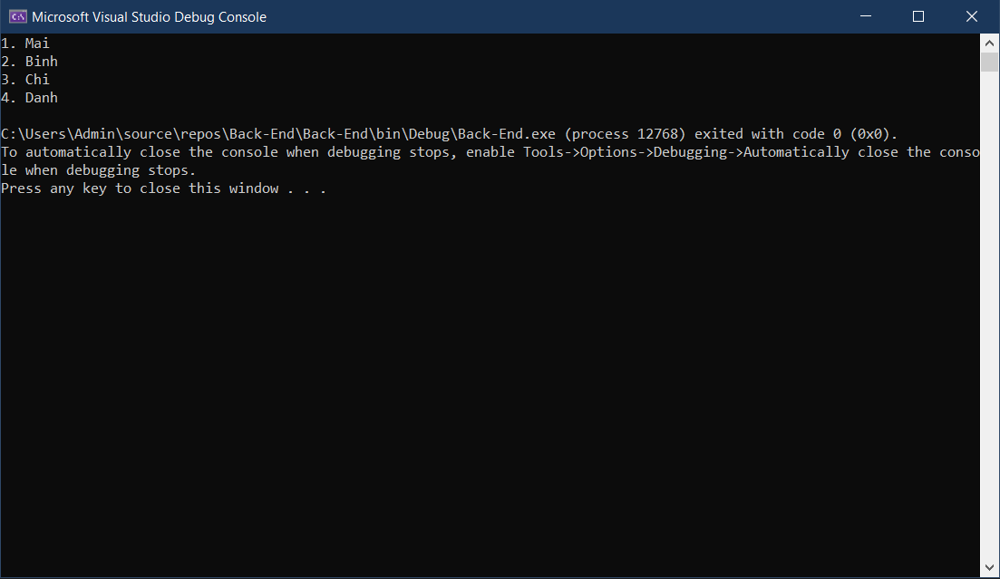 Microsoft Visual Studio Debug Console
1. Mai
2. Binh
3. Chi
4. Danh
C:\Users\Admin\source\repos\Back-End\Back-End\bin\Debug\Back-End.exe (process 12768) exited with code 0 (0x0).
To automatically close the console when debugging stops, enable Tools->Options->Debugging->Automatically close the conso
le when debugging stops.
Press any key to close this window . . .